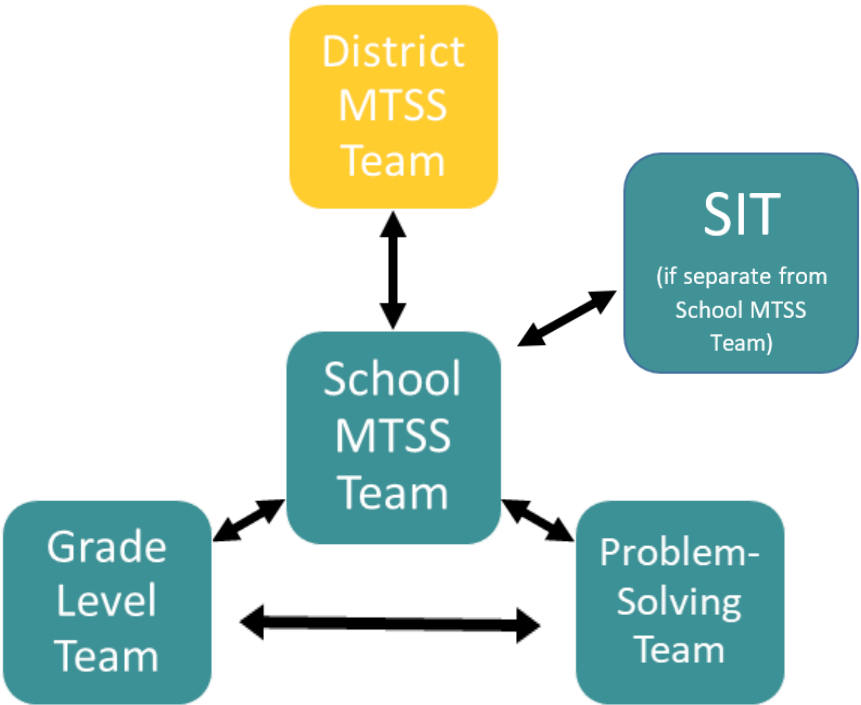 District
MTSS
Team
SIT
(if separate from
School MTSS
Team)
School
MTSS
Team
Grade
Level
Team
Problem-
Solving
Team